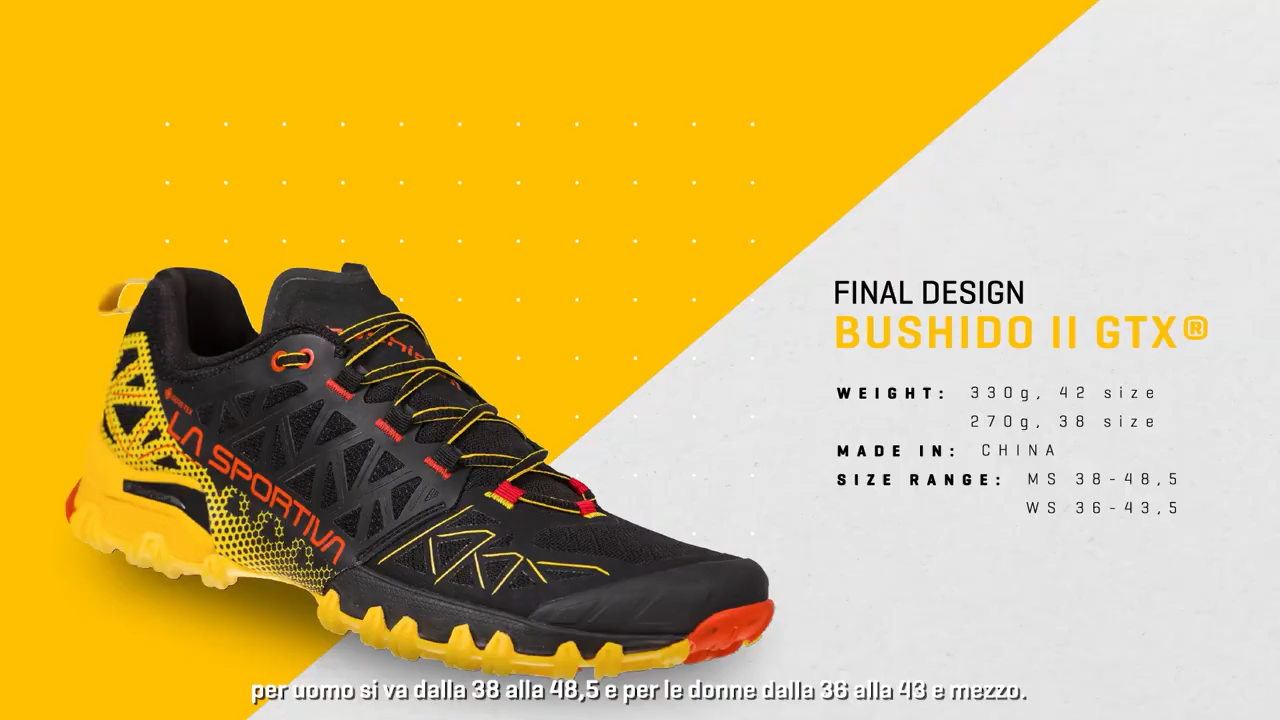 FINAL DESIGN
BUSHIDO II GTX®
WEIGHT: 330g, 42 size
270g, 38 size
MADE IN: CHINA
SIZE RANGE: MS 38-48,5
WS 36-43,5
GORE-TEX
LA SPORTIVA
per uomo si va dalla 38 alla 48,5 e per le donne dalla 36 alla 43 e mezzo.